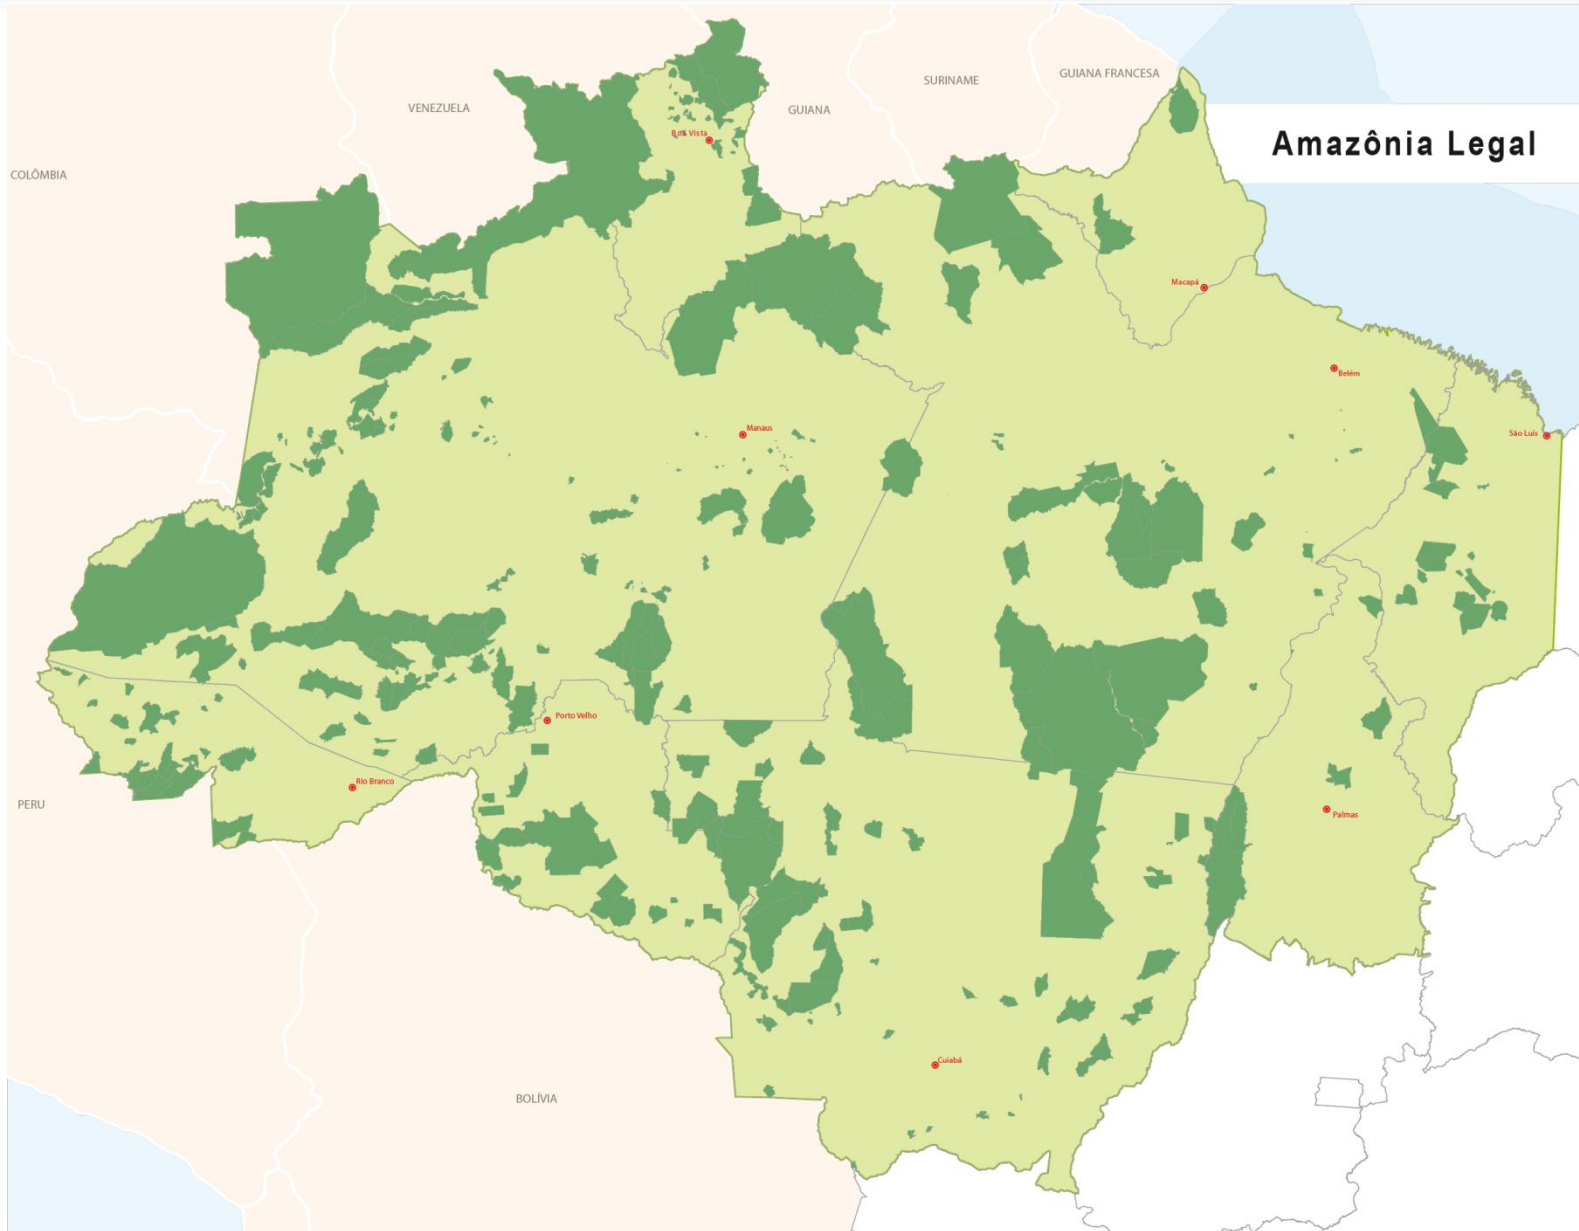 SURINAME
GUIANA FRANCESA
VENEZUELA
GUIANA
Boa Vista
Amazônia Legal
COLÔMBIA
Macapá
Belém
Manaus
São Luís
Porto Velho
Rio Branco
PERU
Palmas
Cuiabá
BOLÍVIA